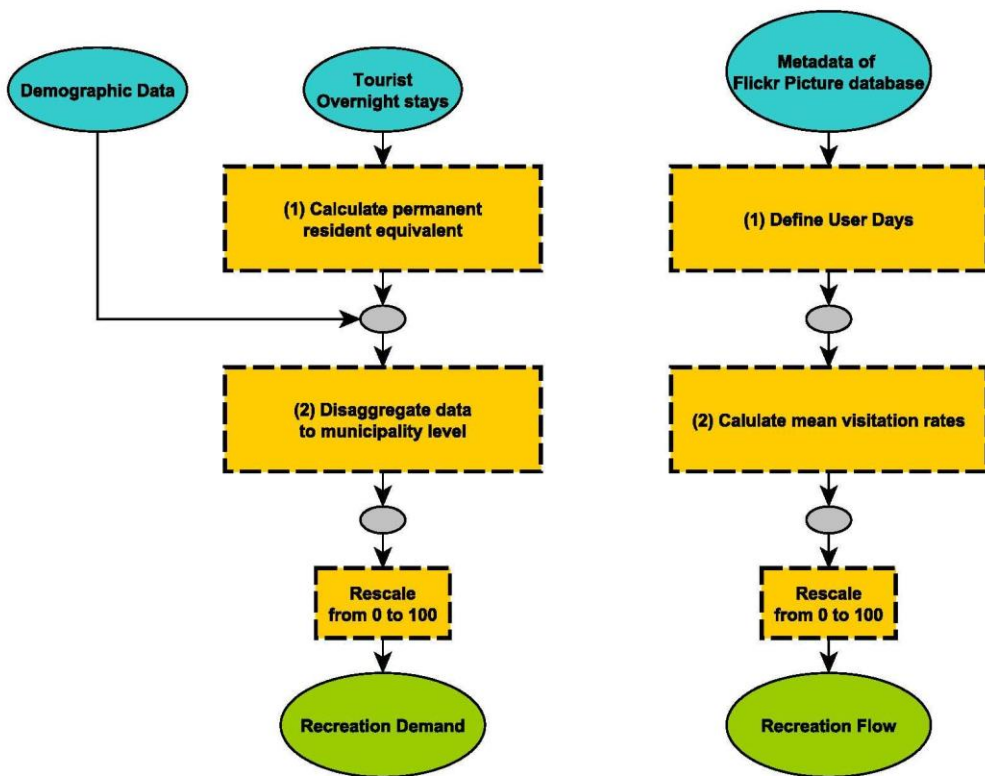 Demographic Data
Tourist
Overnight stays
(1) Calculate permanent
resident equivalent
(2) Disaggregate data
to municipality level
Rescale
from 0 to 100
Recreation Demand
Metadata of
Flickr Picture database
(1) Define User Days
(2) Calulate mean visitation rates
Rescale
from 0 to 100
Recreation Flow